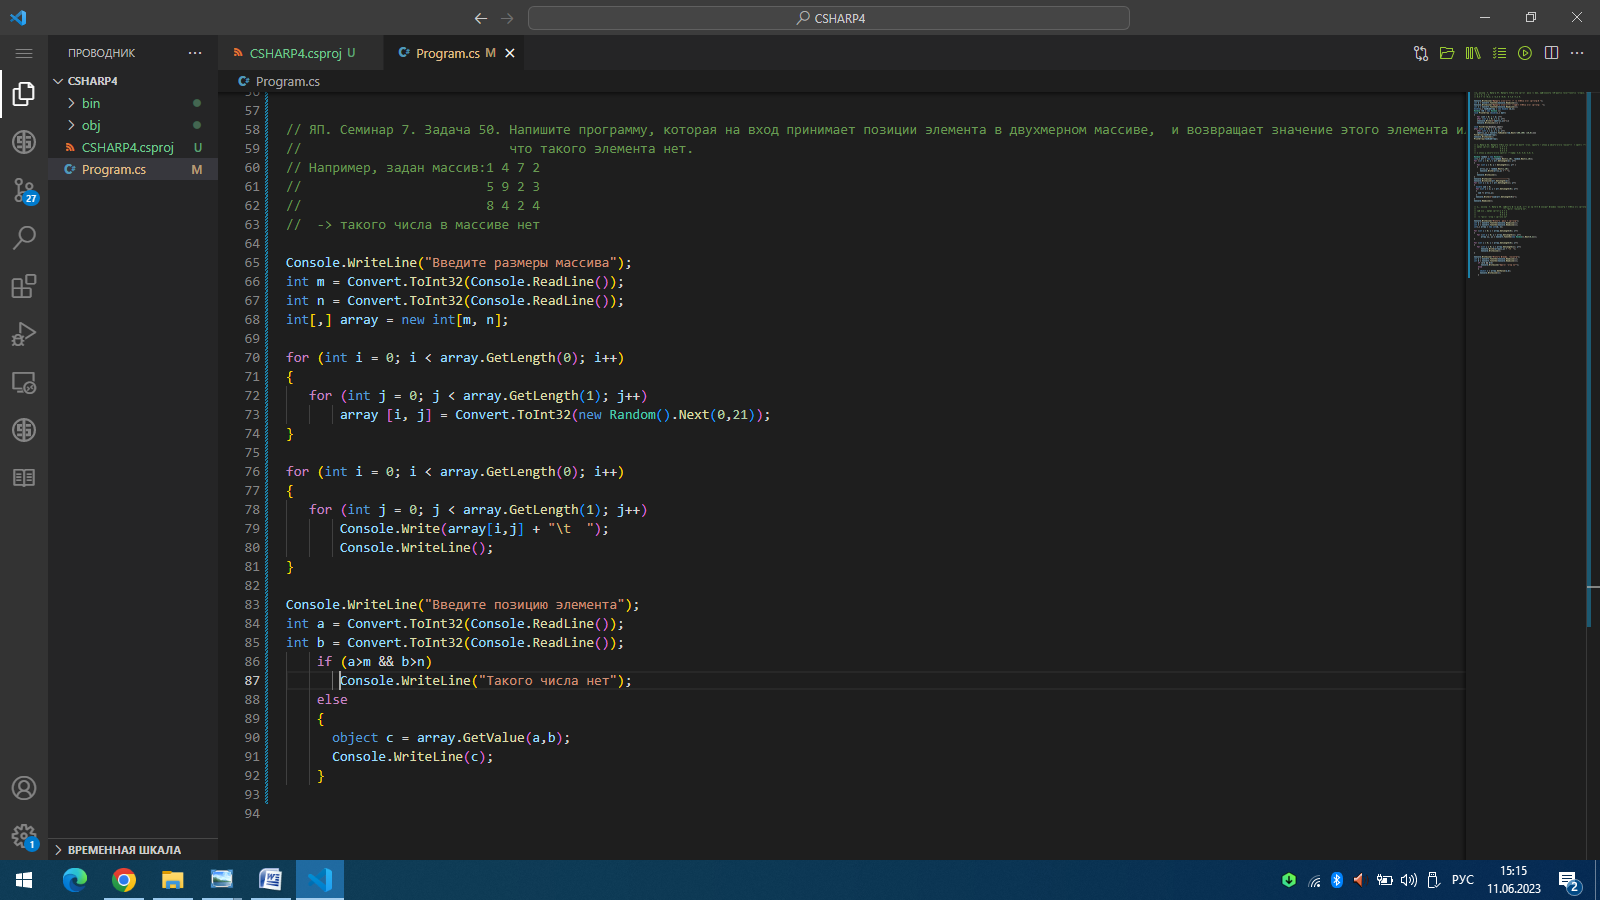 CSHARP4
ПРОВОДНИК
CSHARP4
bin
obj
CSHARP4.csproj U
Program.cs M
ВРЕМЕННАЯ ШКАЛА
27
1
CSHARP4.csproj U
Program.cs M
Program.cs
57
58 // ЯП. Семинар 7. Задача 50. Напишите программу, которая на вход принимает позиции элемента в двухмерном массиве,  и возвращает значение этого элемента
59 // что такого элемента нет.
60 // Например, задан массив:1 4 7 2
61 // 5 9 2 3
62 // 8 4 2 4
63 //  -> такого числа в массиве нет
64
65 Console.WriteLine("Введите размеры массива");
66 int m = Convert.ToInt32(Console.ReadLine());
67 int n = Convert.ToInt32(Console.ReadLine());
68 int[,] array = new int[m, n];
69
70 for (int i = 0; i < array.GetLength(0); i++)
71 {
72 for (int j = 0; j < array.GetLength(1); j++)
73 array [i, j] = Convert.ToInt32(new Random().Next(0,21));
74 }
75
76 for (int i = 0; i < array.GetLength(0); i++)
77 {
78 for (int j = 0; j < array.GetLength(1); j++)
79 Console.Write(array[i,j] + "\t  ");
80 Console.WriteLine();
81 }
82
83 Console.WriteLine("Введите позицию элемента");
84 int a = Convert.ToInt32(Console.ReadLine());
85 int b = Convert.ToInt32(Console.ReadLine());
86 if (a>m && b>n)
87 Console.WriteLine("Такого числа нет");
88 else
89 {
90 object c = array.GetValue(a,b);
91 Console.WriteLine(c);
92 }
93
94
РУС
15:15
11.06.2023
2